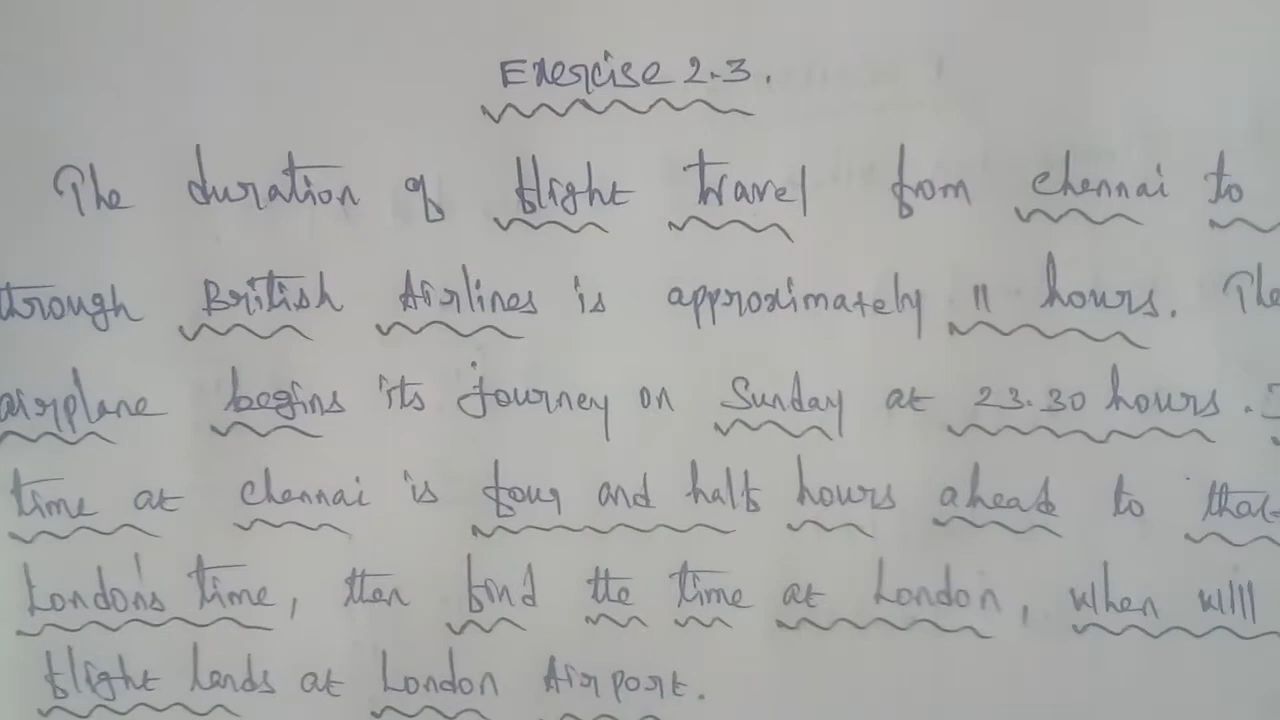 Exercise 2.3.
The duration of flight travel from chennai to
through British Airlines is approximately 11 hours. The
airplane begins its journey on Sunday at 23.30 hours.
time at chennai is four and half hours ahead to that
London's time, then find the time at London, when will
flight lands at London Airport.